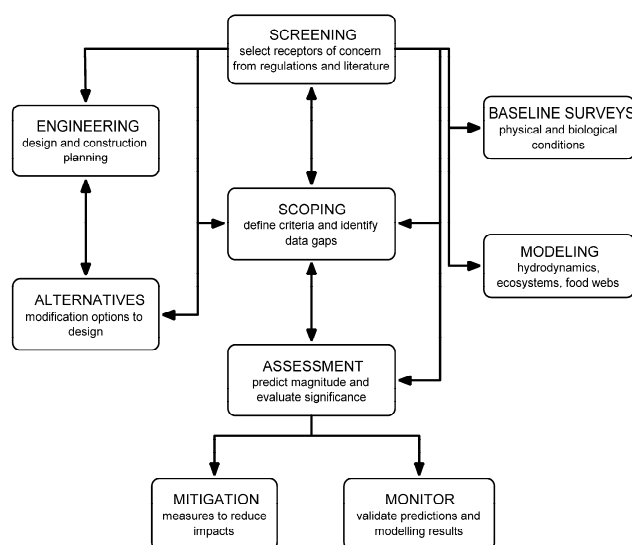 SCREENING
select receptors of concern
from regulations and literature
ENGINEERING
design and construction
planning
BASELINE SURVEYS
physical and biological
conditions
SCOPING
define criteria and identify
data gaps
MODELING
hydrodynamics,
ecosystems, food webs
ALTERNATIVES
modification options to
design
ASSESSMENT
predict magnitude and
evaluate significance
MITIGATION
measures to reduce
impacts
MONITOR
validate predictions and
modelling results